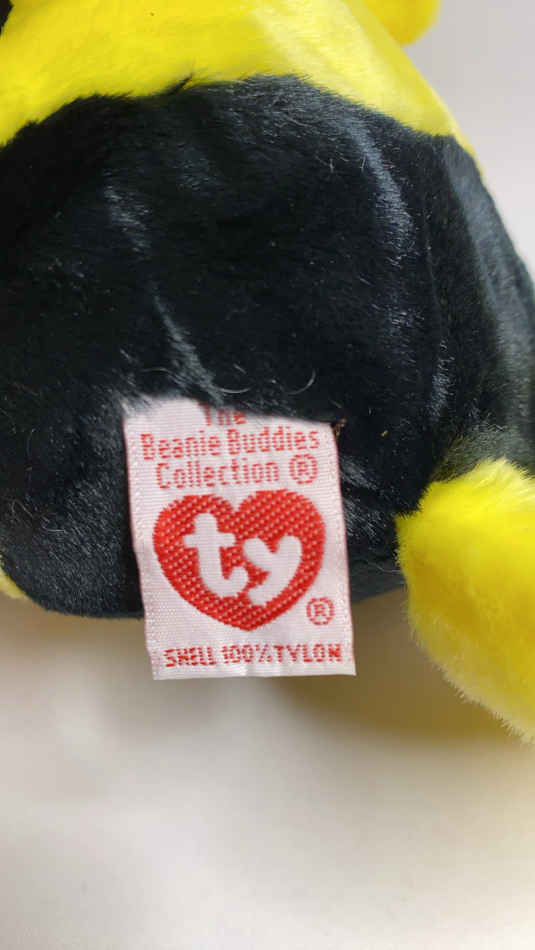 The
Beanie Buddies
Collection ®
ty
®
SHELL 100% TYLON